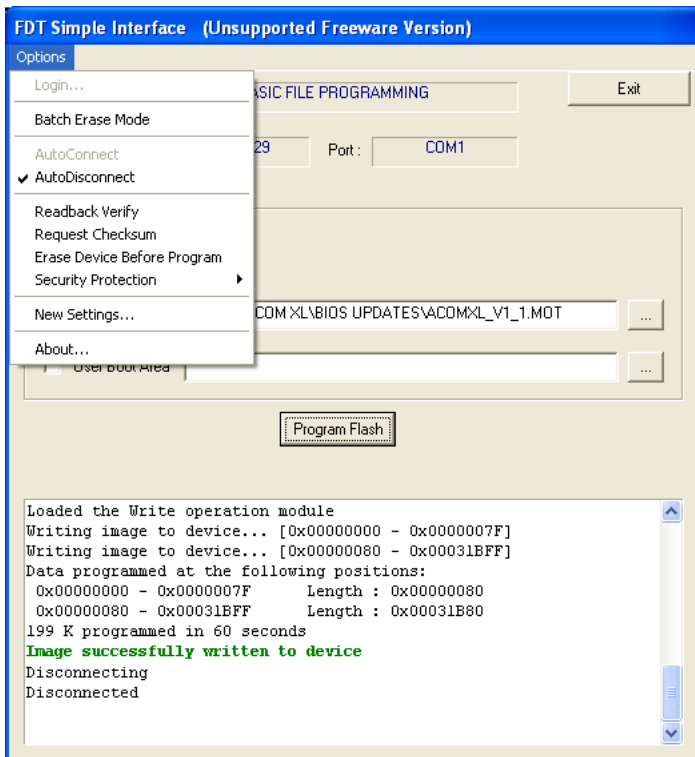 FDT Simple Interface (Unsupported Freeware Version)
Options
Login...
Batch Erase Mode
AutoConnect
AutoDisconnect
Readback Verify
Request Checksum
Erase Device Before Program
Security Protection
New Settings...
About...
FILE PROGRAMMING
Exit
29 Port : COM1
COM XL\BIOS UPDATES\ACOMXL_V1_1.MOT ...
User Boot Area ...
Program Flash
Loaded the Write operation module
Writing image to device... [0x00000000 - 0x0000007F]
Writing image to device... [0x00000080 - 0x00031BFF]
Data programmed at the following positions:
0x00000000 - 0x0000007F Length : 0x00000080
0x00000080 - 0x00031BFF Length : 0x00031B80
199 K programmed in 60 seconds
Image successfully written to device
Disconnecting
Disconnected